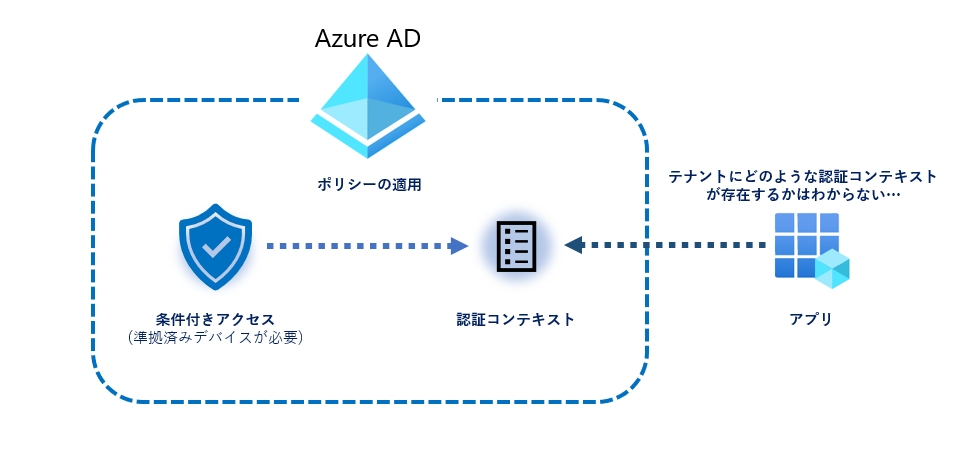 Azure AD
ポリシーの適用
テナントにどのような認証コンテキスト
が存在するかはわからない…
条件付きアクセス
(準拠済みデバイスが必要)
認証コンテキスト
アプリ